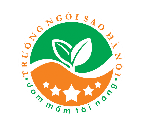 TRƯỜNG NGÔI SAO HÀ NỘI
ươm mầm tài năng